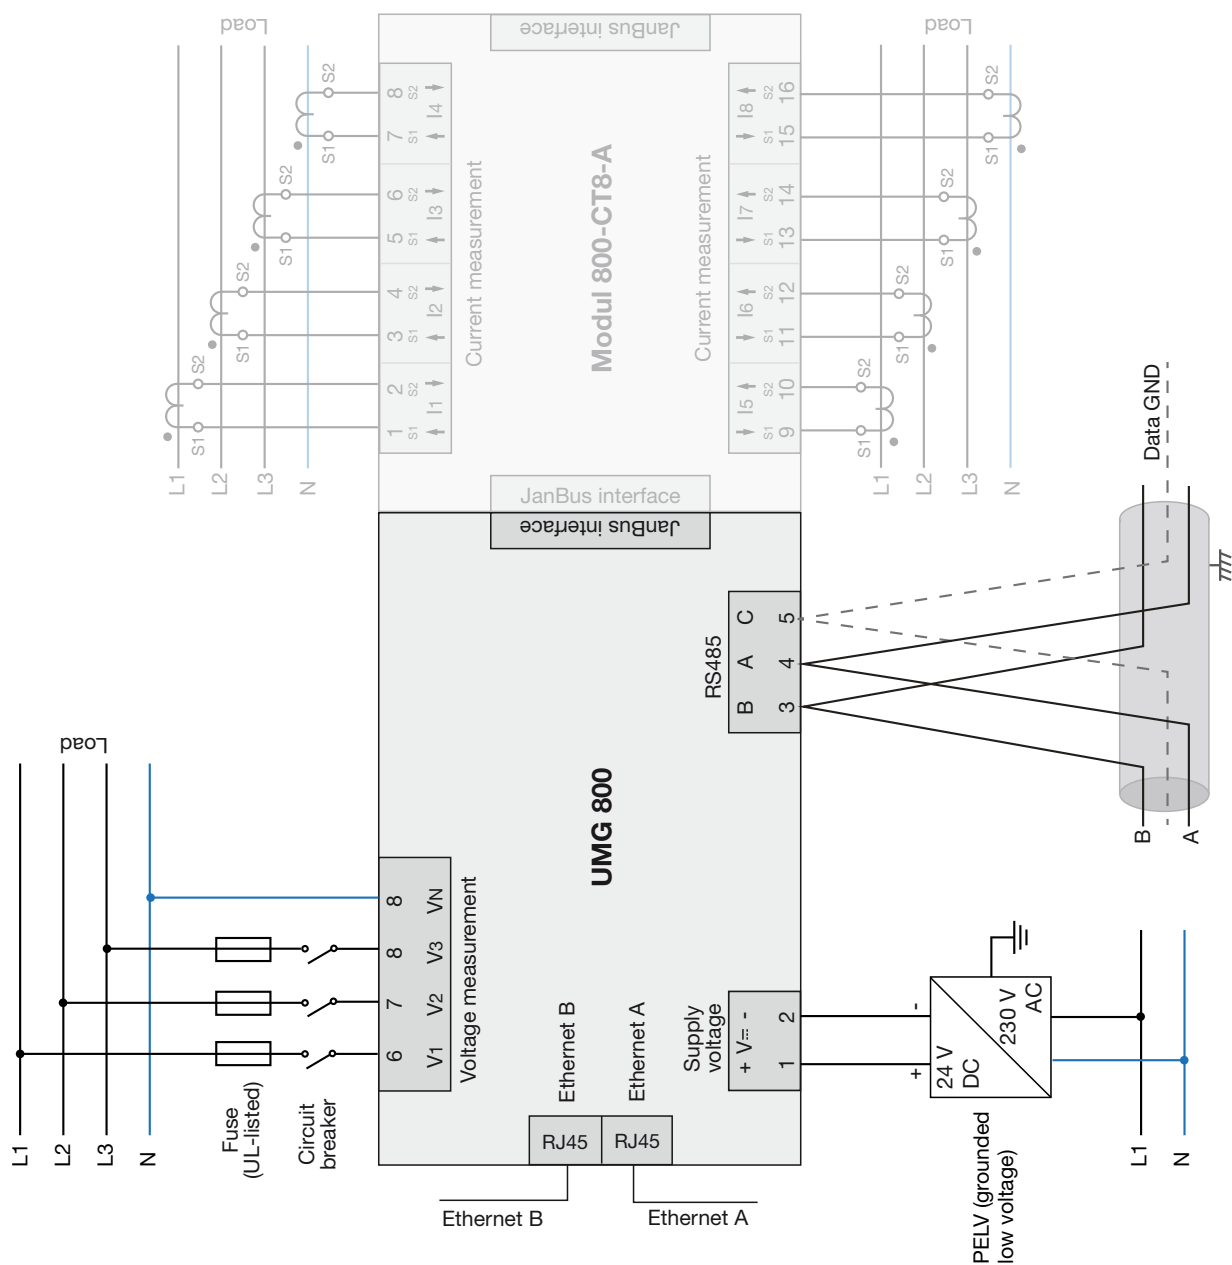 L1
L2
L3
N
Load
Fuse
(UL-listed)
Circuit
breaker
6 7 8 8
V1 V2 V3 VN
Voltage measurement
Ethernet B
Ethernet A
RJ45
RJ45
Ethernet B
Ethernet A
UMG 800
JanBus interface
Supply
voltage
+ V - 
1 2
+ -
24 V
DC
230 V
AC
PELV (grounded
low voltage)
L1
N
RS485
B A C
3 4 5
B
A
Data GND
L1
L2
L3
N
Load
S1 S2
S1 S2
S1 S2
S1 S2
1 2 3 4 5 6 7 8
S1 S2 S1 S2 S1 S2 S1 S2
I1 I2 I3 I4
Current measurement
JanBus interface
Modul 800-CT8-A
JanBus interface
Current measurement
I5 I6 I7 I8
S1 S2 S1 S2 S1 S2 S1 S2
9 10 11 12 13 14 15 16
S1 S2
S1 S2
S1 S2
S1 S2
L1
L2
L3
N
Load